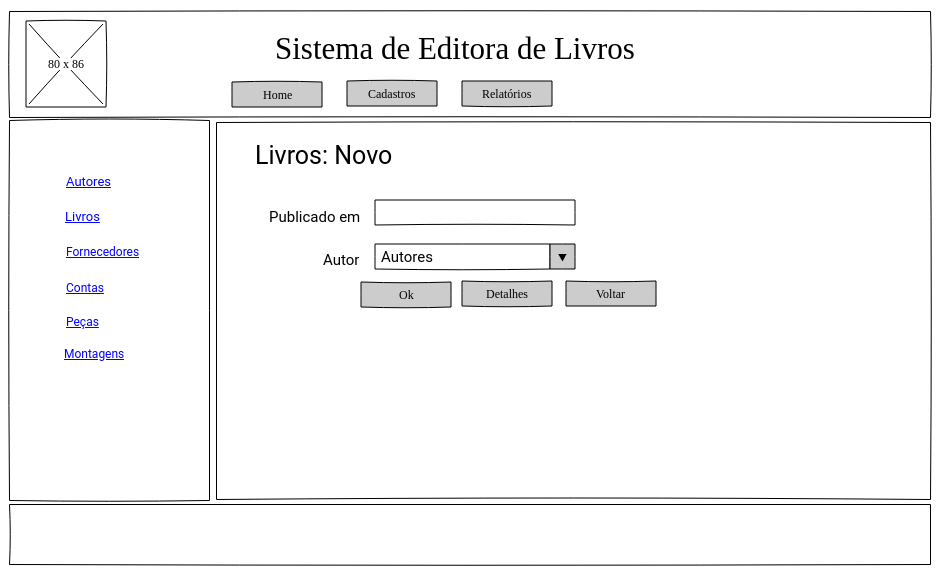 Sistema de Editora de Livros
80 x 86
Home
Cadastros
Relatórios
Autores
Livros
Fornecedores
Contas
Peças
Montagens
Livros: Novo
Publicado em
Autor
Autores
Ok
Detalhes
Voltar